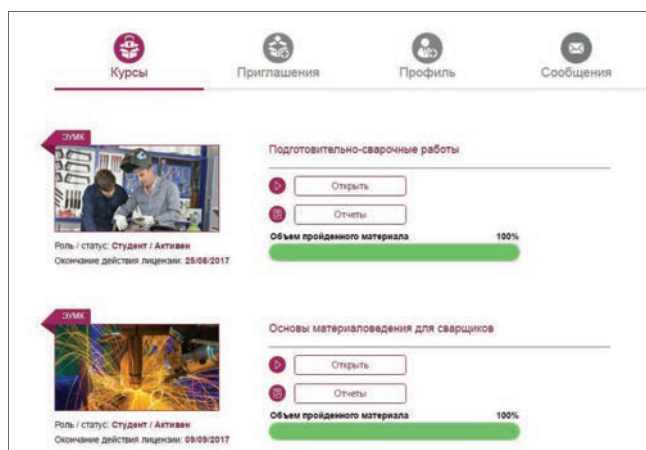 Курсы
Приглашения
Профиль
Сообщения
ЭУМК
Подготовительно-сварочные работы
Открыть
Отчеты
Объем пройденного материала 100%
Роль / статус: Студент / Активен
Окончание действия лицензии: 25/08/2017
ЭУМК
Основы материаловедения для сварщиков
Открыть
Отчеты
Объем пройденного материала 100%
Роль / статус: Студент / Активен
Окончание действия лицензии: 09/09/2017